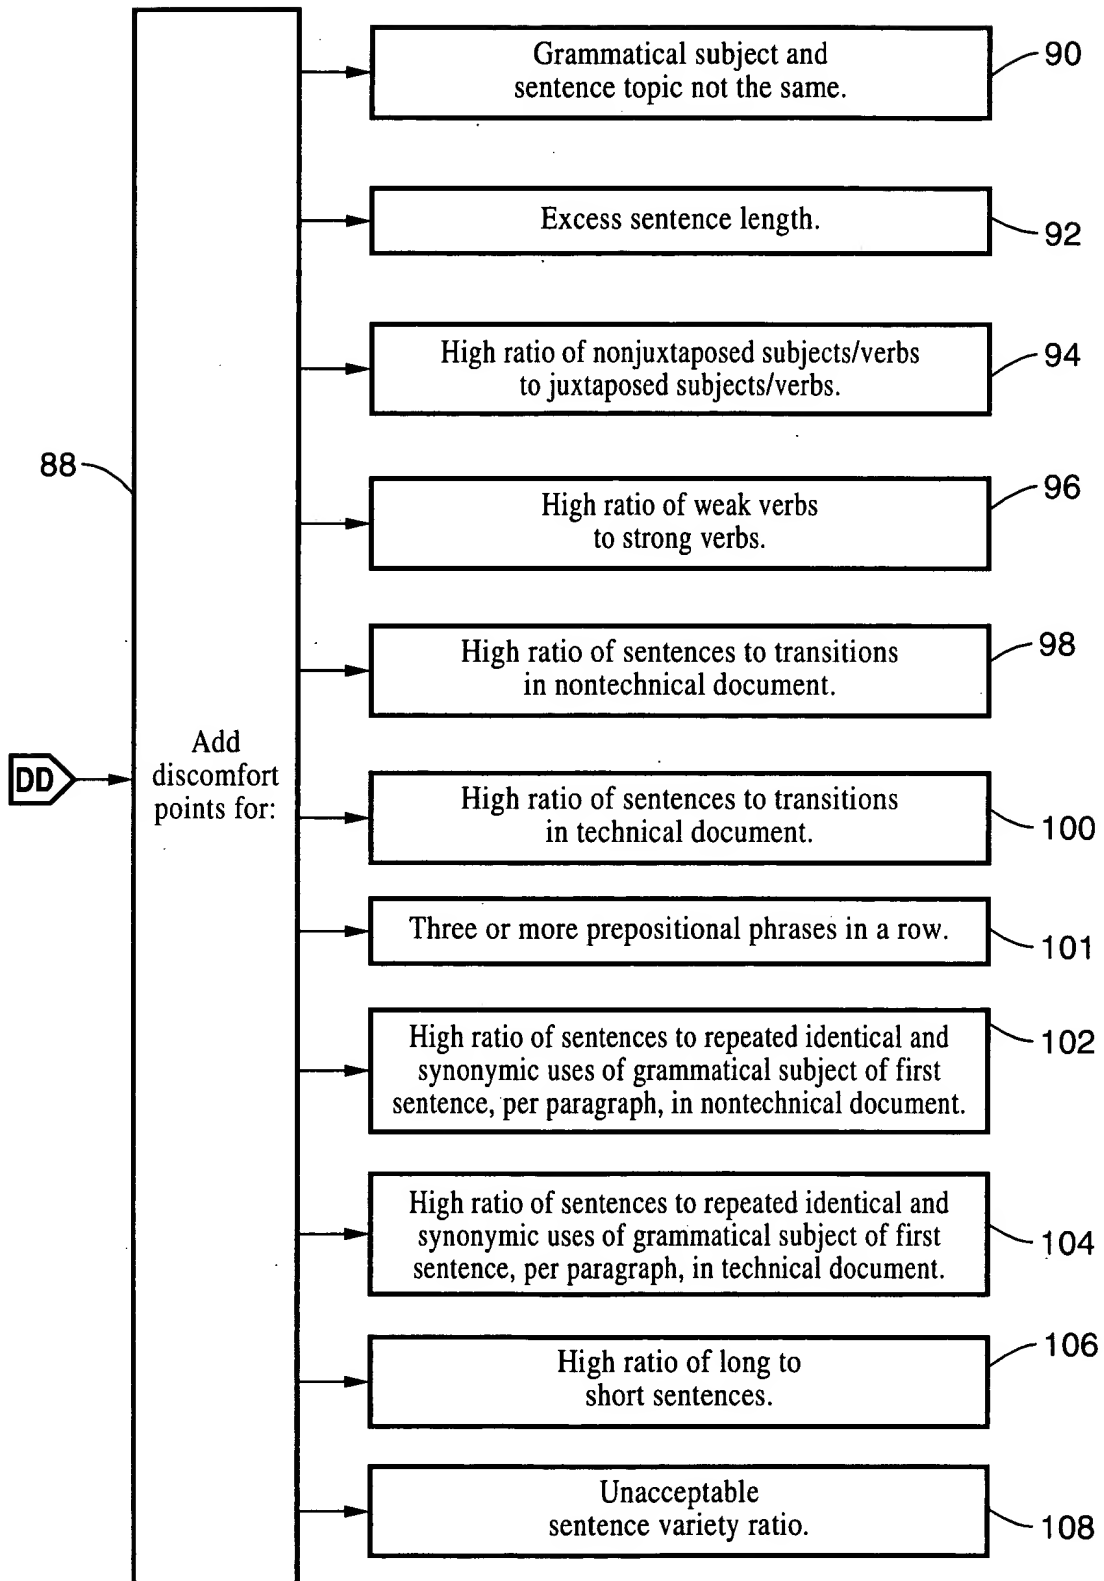 Grammatical subject and
sentence topic not the same.
90
Excess sentence length.
92
High ratio of nonjuxtaposed subjects/verbs
to juxtaposed subjects/verbs.
94
88
High ratio of weak verbs
to strong verbs.
96
High ratio of sentences to transitions
in nontechnical document.
98
DD
Add
discomfort
points for:
High ratio of sentences to transitions
in technical document.
100
Three or more prepositional phrases in a row.
101
High ratio of sentences to repeated identical and
synonymic uses of grammatical subject of first
sentence, per paragraph, in nontechnical document.
102
High ratio of sentences to repeated identical and
synonymic uses of grammatical subject of first
sentence, per paragraph, in technical document.
104
High ratio of long to
short sentences.
106
Unacceptable
sentence variety ratio.
108